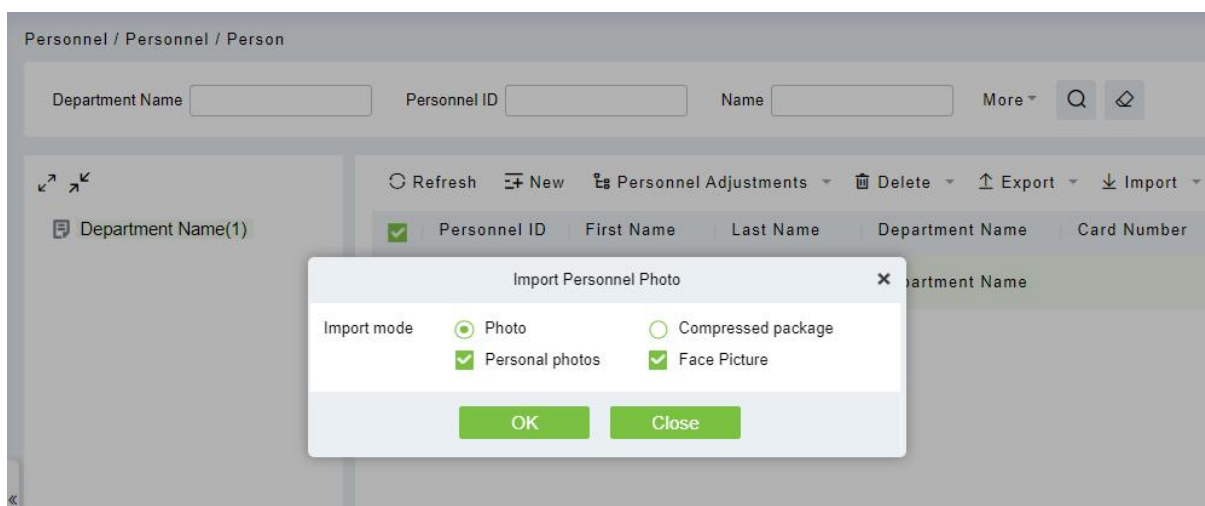 Personnel / Personnel / Person
Department Name Personnel ID Name More
Refresh New Personnel Adjustments Delete Export Import
Department Name(1)
Personnel ID First Name Last Name Department Name Card Number
Import Personnel Photo
artment Name
Import mode Photo Compressed package
Personal photos Face Picture
OK Close